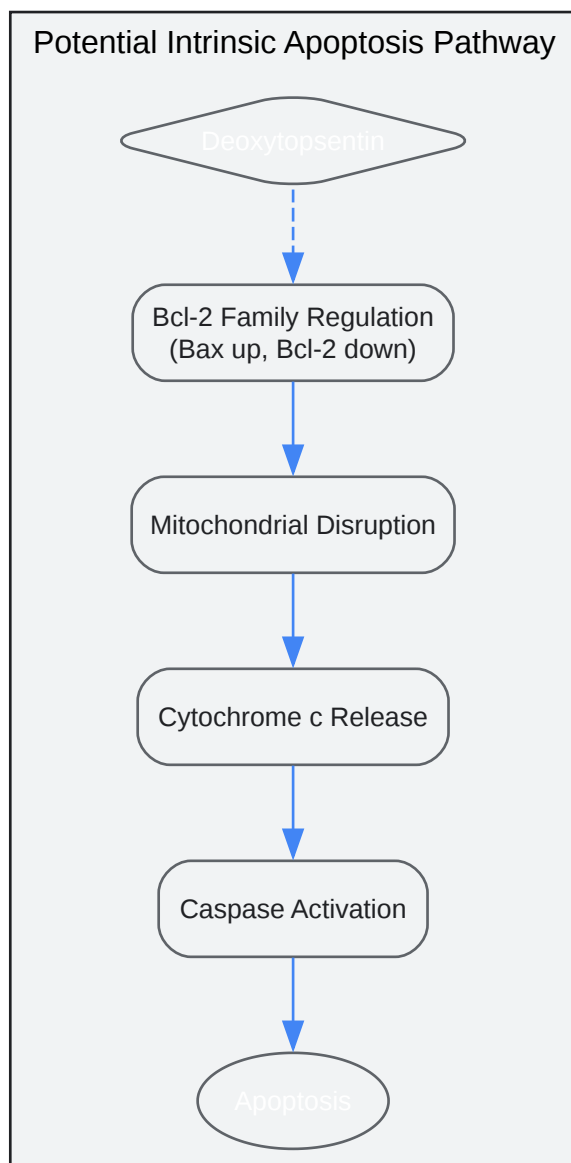 Potential Intrinsic Apoptosis Pathway
Deoxytopsentin
Bcl-2 Family Regulation
(Bax up, Bcl-2 down)
Mitochondrial Disruption
Cytochrome c Release
Caspase Activation
Apoptosis